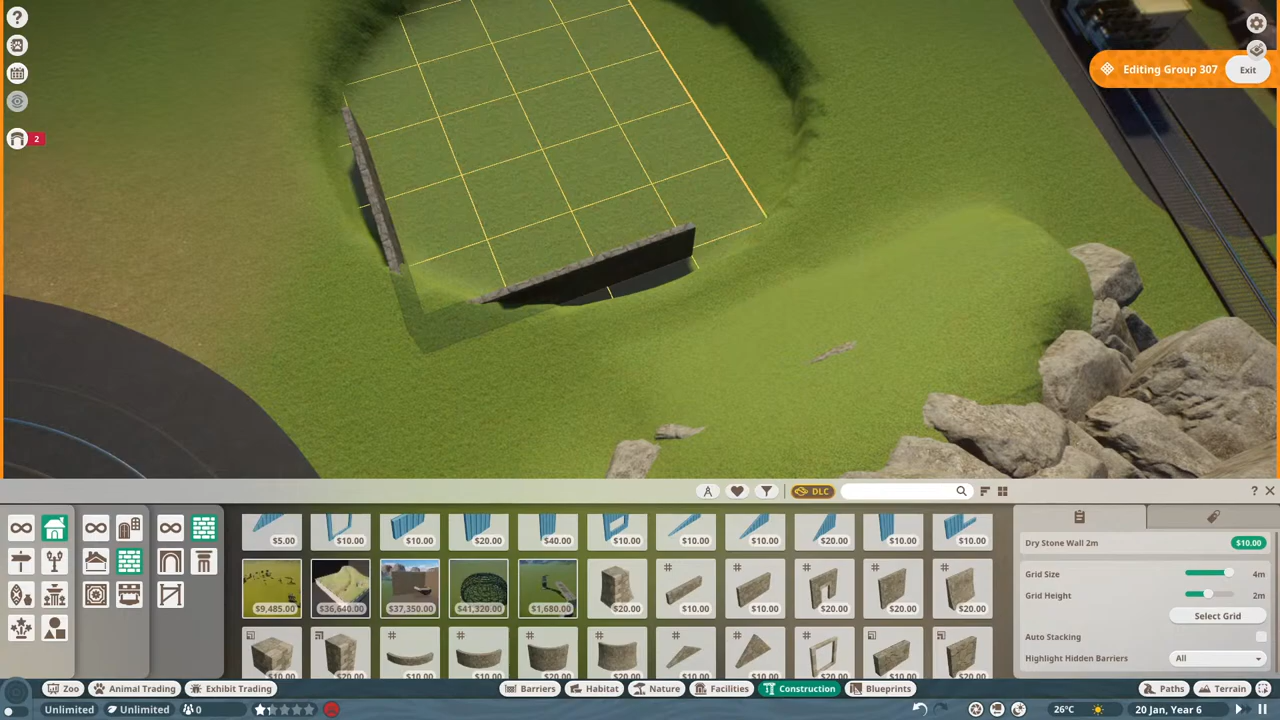 ?
Editing Group 307
Exit
2
DLC
? ×
$5.00
$10.00
$10.00
$20.00
$40.00
$10.00
$10.00
$10.00
$20.00
$10.00
$10.00
$9,485.00
$36,640.00
$37,350.00
$41,320.00
$1,680.00
$20.00
$10.00
$10.00
$20.00
$20.00
$20.00
Dry Stone Wall 2m
$10.00
Grid Size
4m
Grid Height
2m
Select Grid
Auto Stacking
Highlight Hidden Barriers
All
Zoo
Animal Trading
Exhibit Trading
Barriers
Habitat
Nature
Facilities
Construction
Blueprints
Paths
Terrain
Unlimited
Unlimited
0
26°C
20 Jan, Year 6